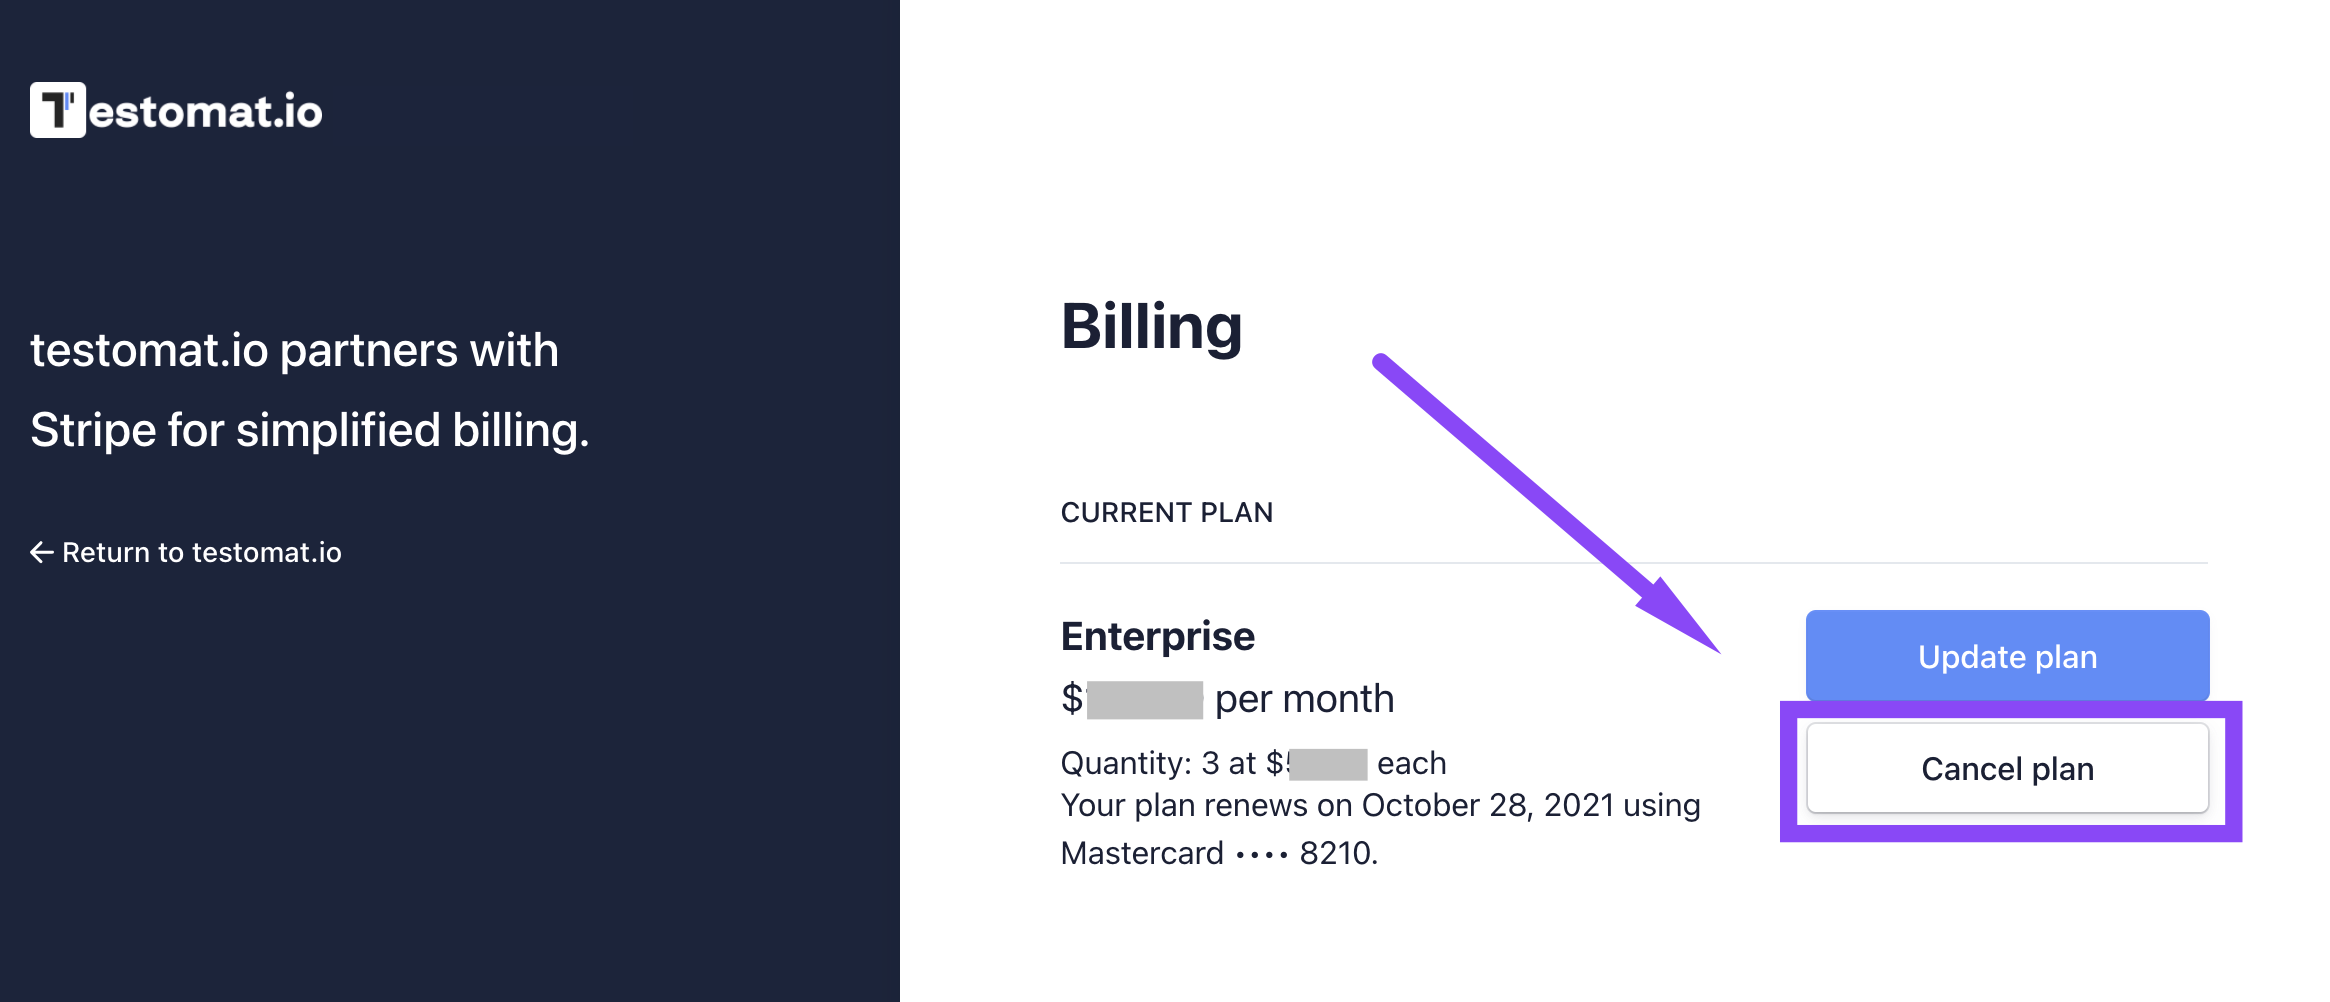 Testomat.io
testomat.io partners with
Stripe for simplified billing.
← Return to testomat.io
Billing
CURRENT PLAN
Enterprise
$ per month
Update plan
Quantity: 3 at $ each
Cancel plan
Your plan renews on October 28, 2021 using
Mastercard •••• 8210.